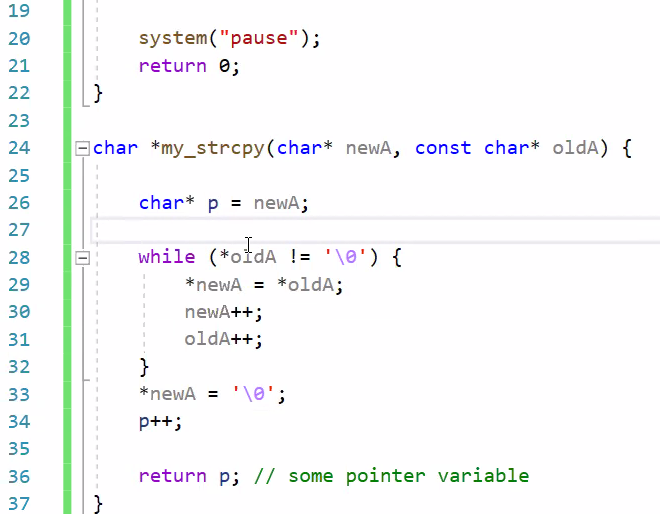 19
20 system("pause");
21 return 0;
22 }
23
24 char *my_strcpy(char* newA, const char* oldA) {
25
26 char* p = newA;
27
28 while (*oldA != '\0') {
29 *newA = *oldA;
30 newA++;
31 oldA++;
32 }
33 *newA = '\0';
34 p++;
35
36 return p; // some pointer variable
37 }